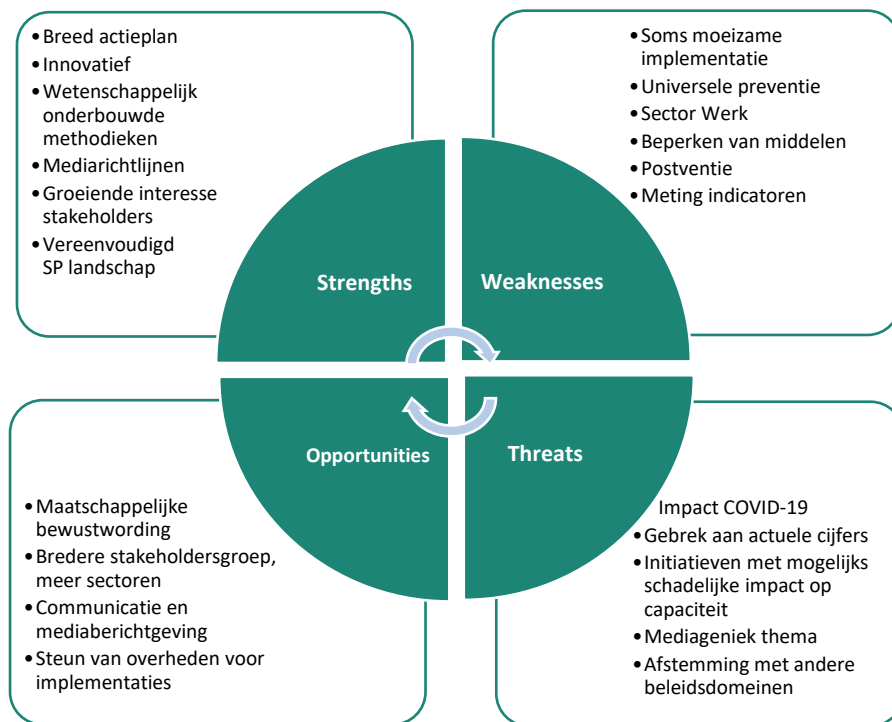 •Breed actieplan
•Innovatief
•Wetenschappelijk
onderbouwde
methodieken
•Mediarichtlijnen
•Groeiende interesse
stakeholders
•Vereenvoudigd
SP landschap
Strengths
•Soms moeizame
implementatie
•Universele preventie
•Sector Werk
•Beperken van middelen
•Postventie
•Meting indicatoren
Weaknesses
Opportunities
•Maatschappelijke
bewustwording
•Bredere stakeholdersgroep,
meer sectoren
•Communicatie en
mediaberichtgeving
•Steun van overheden voor
implementaties
Threats
Impact COVID-19
•Gebrek aan actuele cijfers
•Initiatieven met mogelijks
schadelijke impact op
capaciteit
•Mediageniek thema
•Afstemming met andere
beleidsdomeinen